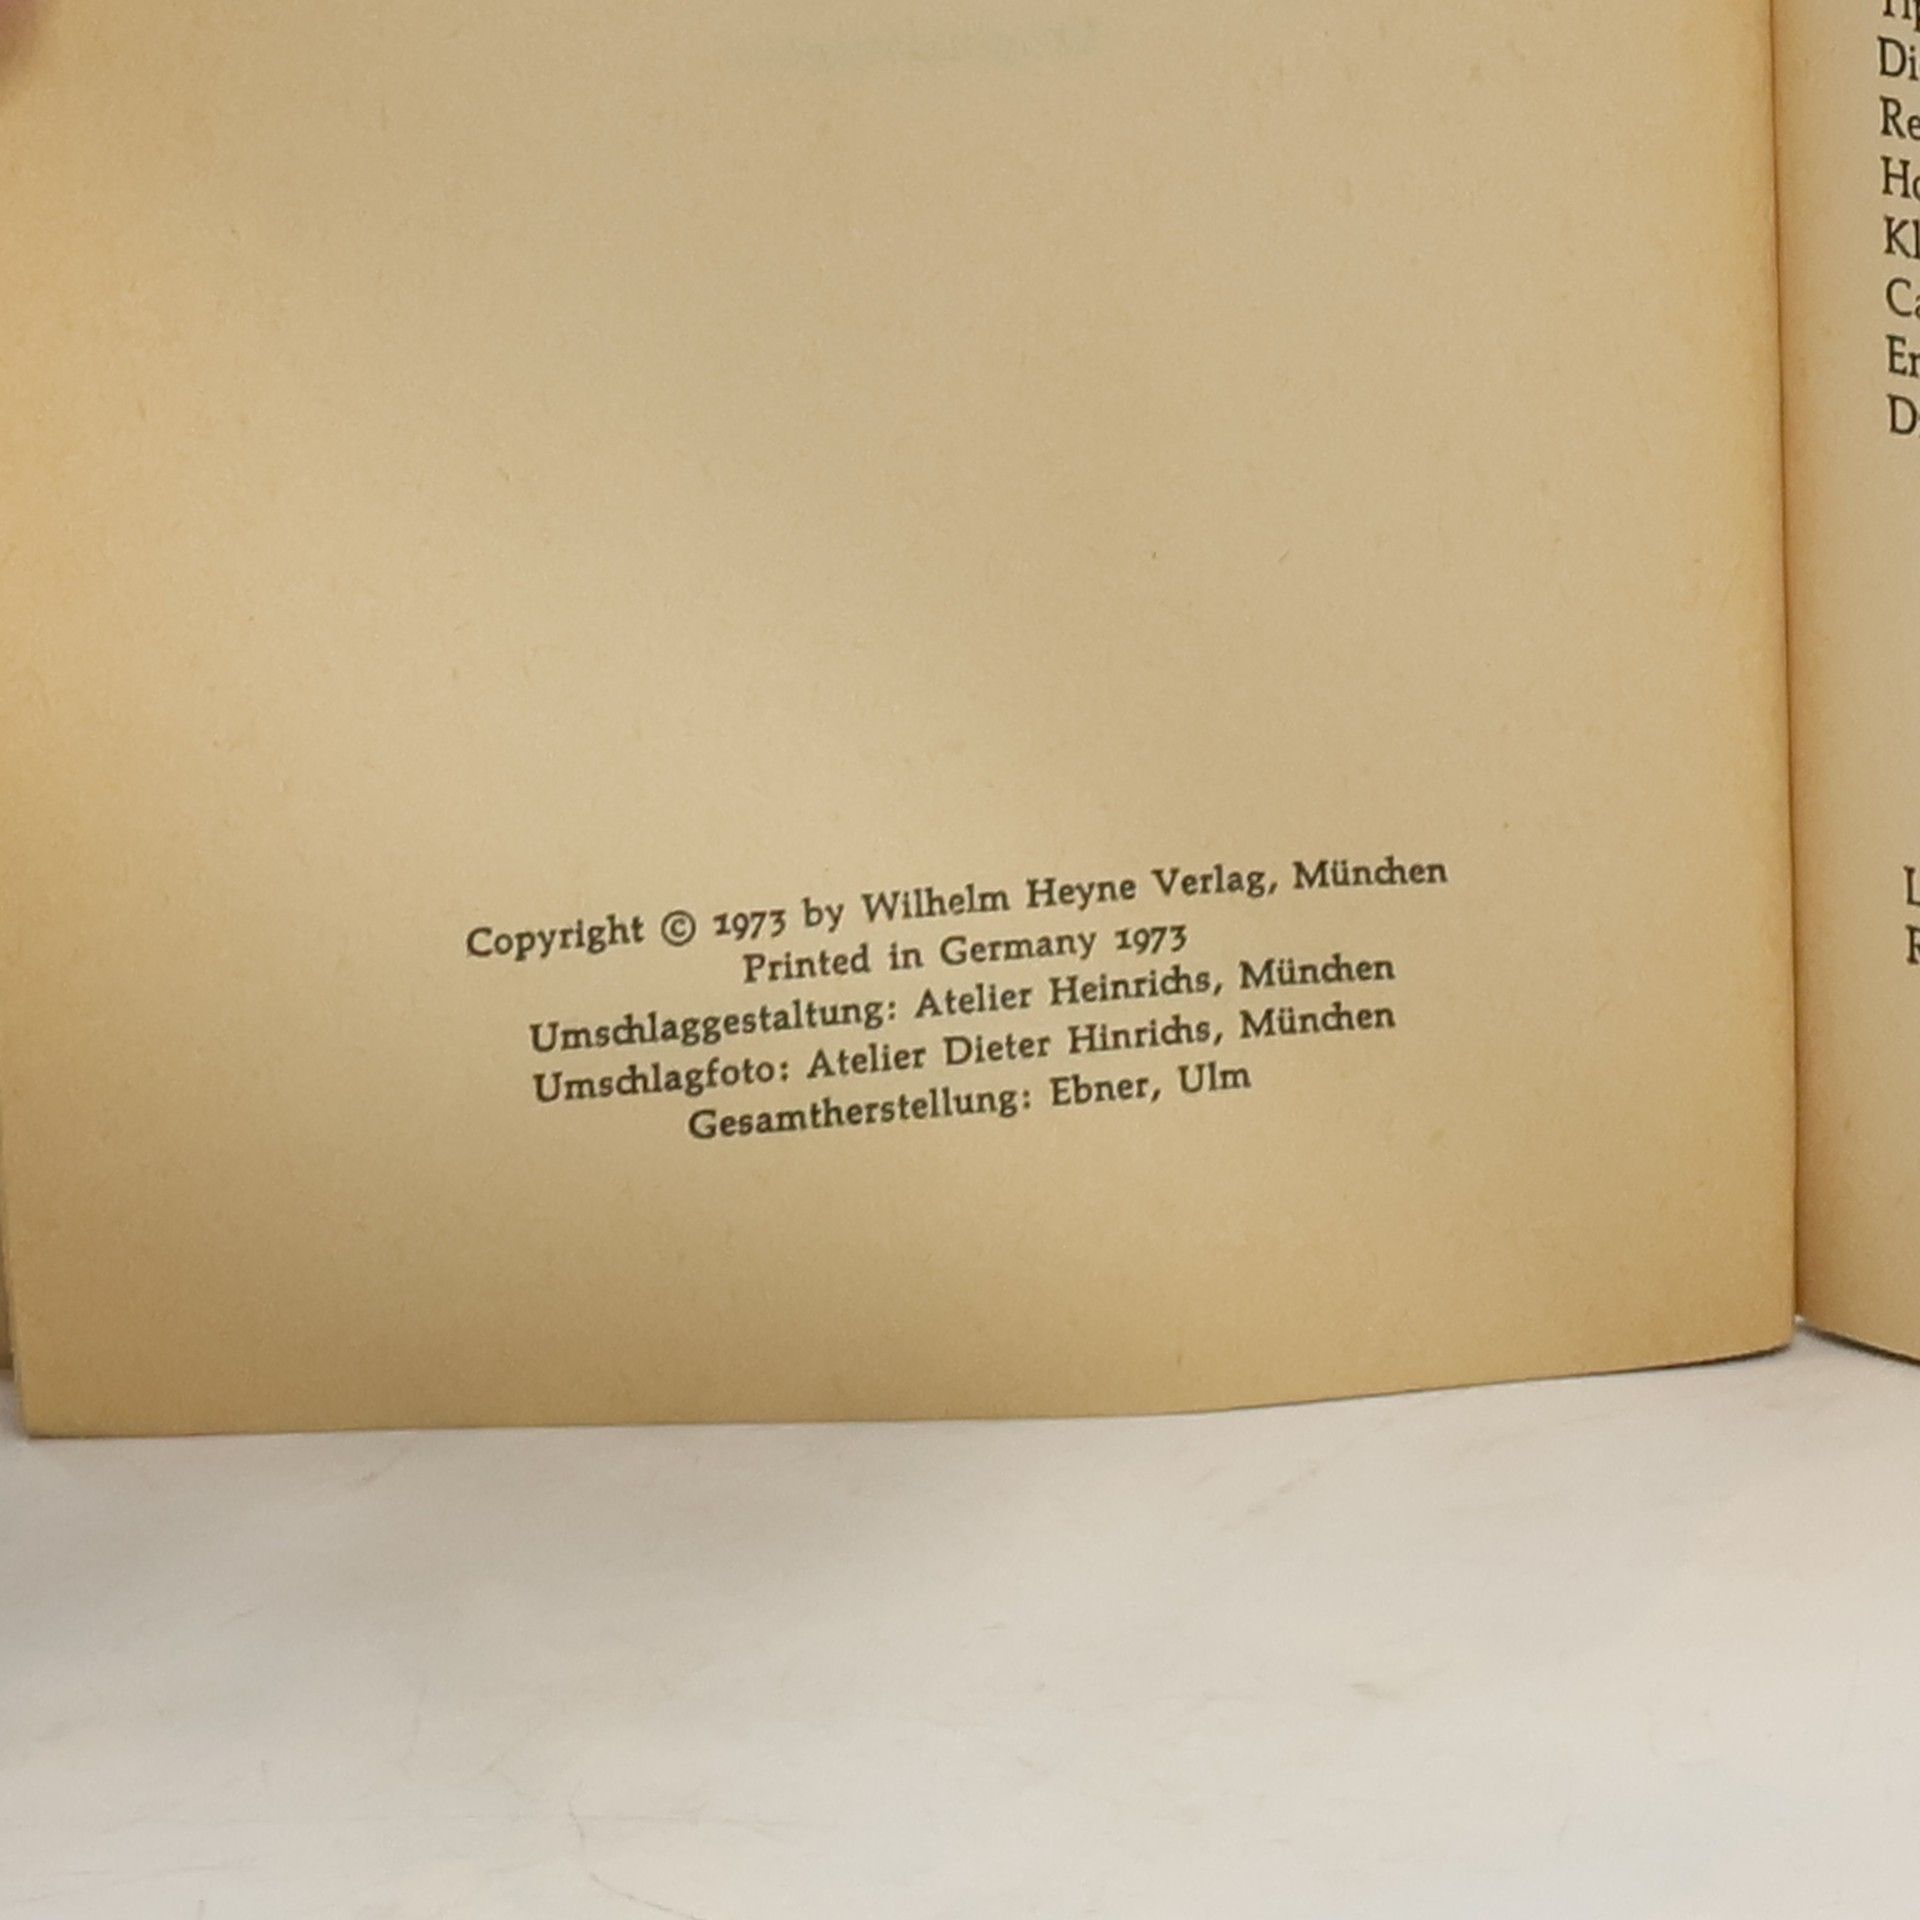 Copyright © 1973 by Wilhelm Heyne Verlag, München
Printed in Germany 1973
Umschlaggestaltung: Atelier Heinrichs, München
Umschlagfoto: Atelier Dieter Hinrichs, München
Gesamtherstellung: Ebner, Ulm